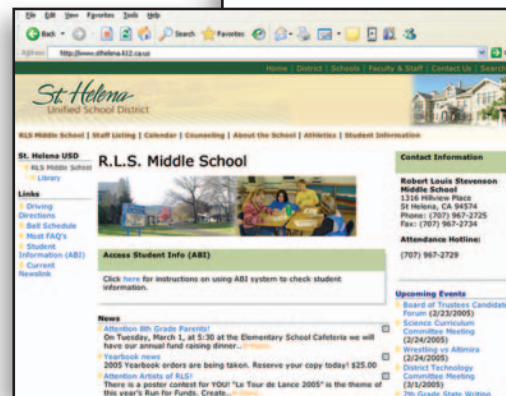 File Edit View Favorites Tools Help
Back Search Favorites
Address http://www.sthelena.k12.ca.us
Home | District | Schools | Faculty & Staff | Contact Us | Search
St. Helena
Unified School District
RLS Middle School | Staff Listing | Calendar | Counseling | About the School | Athletics | Student Information
St. Helena USD
RLS Middle School
Library
Links
Driving
Directions
Bell Schedule
Most FAQ's
Student
Information (ABI)
Current
Newslink
R.L.S. Middle School
Access Student Info (ABI)
Click here for instructions on using ABI system to check student
information.
News
Attention 8th Grade Parents!
On Tuesday, March 1, at 5:30 at the Elementary School Cafeteria we will
have our annual fund raising dinner...
Yearbook news
2005 Yearbook orders are being taken. Reserve your copy today! $25.00
Attention Artists of RLS!
There is a poster contest for YOU! "Le Tour de Lance 2005" is the theme of
this year's Run for Funds. Create...
Contact Information
Robert Louis Stevenson
Middle School
1316 Hillview Place
St Helena, CA 94574
Phone: (707) 967-2725
Fax: (707) 967-2734
Attendance Hotline:
(707) 967-2729
Upcoming Events
Board of Trustees Candidate
Forum (2/23/2005)
Science Curriculum
Committee Meeting
(2/24/2005)
Wrestling vs Altimira
(2/24/2005)
District Technology
Committee Meeting
(3/1/2005)
7th Grade State Writing